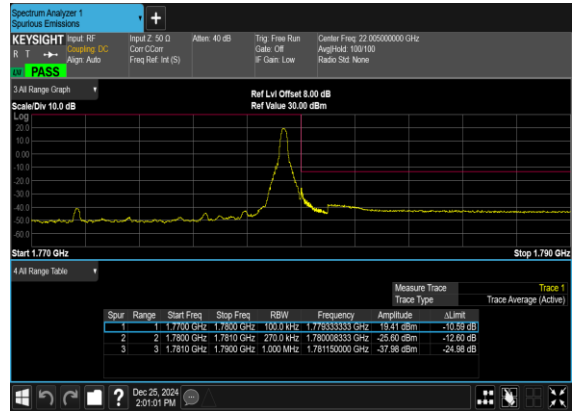 Spectrum Analyzer 1
Spurious Emissions
KEYSIGHT Input: RF Input Z: 50 Ω Atten: 40 dB Trig: Free Run Center Freq: 22.005000000 GHz
R T Coupling: DC Corr CCorr Gate: Off Avg|Hold: 100/100
Align: Auto Freq Ref: Int (S) IF Gain: Low Radio Std: None
PASS
3 All Range Graph
Ref Lvl Offset 8.00 dB
Scale/Div 10.0 dB Ref Value 30.00 dBm
Log
20.0
10.0
0.00
-10.0
-20.0
-30.0
-40.0
-50.0
-60.0
Start 1.770 GHz Stop 1.790 GHz
4 All Range Table
Measure Trace Trace 1
Trace Type Trace Average (Active)
Spur Range Start Freq Stop Freq RBW Frequency Amplitude ΔLimit
1 1 1.7700 GHz 1.7800 GHz 100.0 kHz 1.779333333 GHz 19.41 dBm -10.59 dB
2 2 1.7800 GHz 1.7810 GHz 270.0 kHz 1.780008333 GHz -25.60 dBm -12.60 dB
3 3 1.7810 GHz 1.7900 GHz 1.000 MHz 1.781150000 GHz -37.98 dBm -24.98 dB
Dec 25, 2024
2:01:01 PM